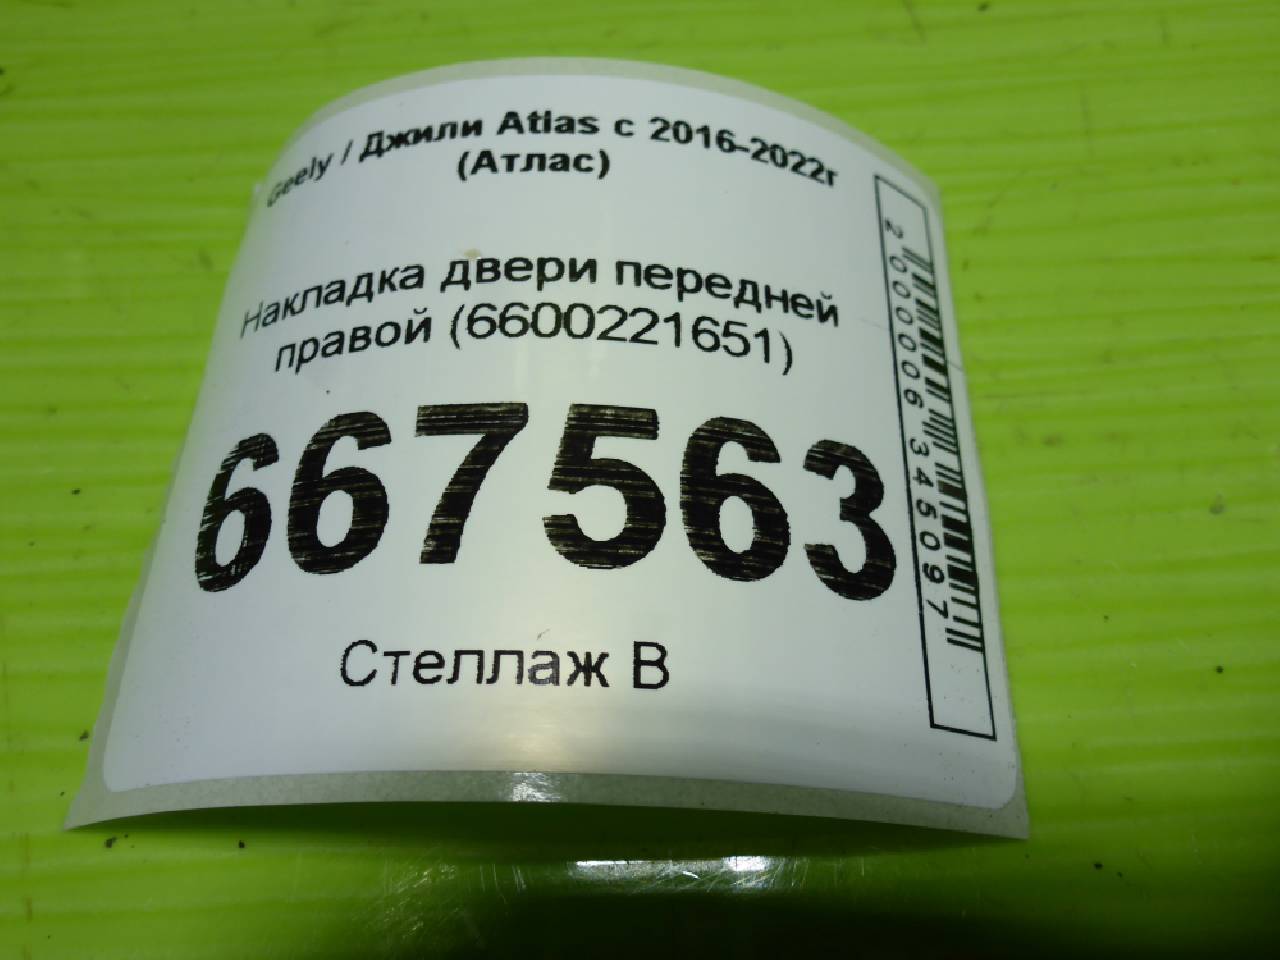 Geely / Джили Atlas с 2016-2022г
(Атлас)
Накладка двери передней
правой (6600221651)
667563
Стеллаж В
2000006345097